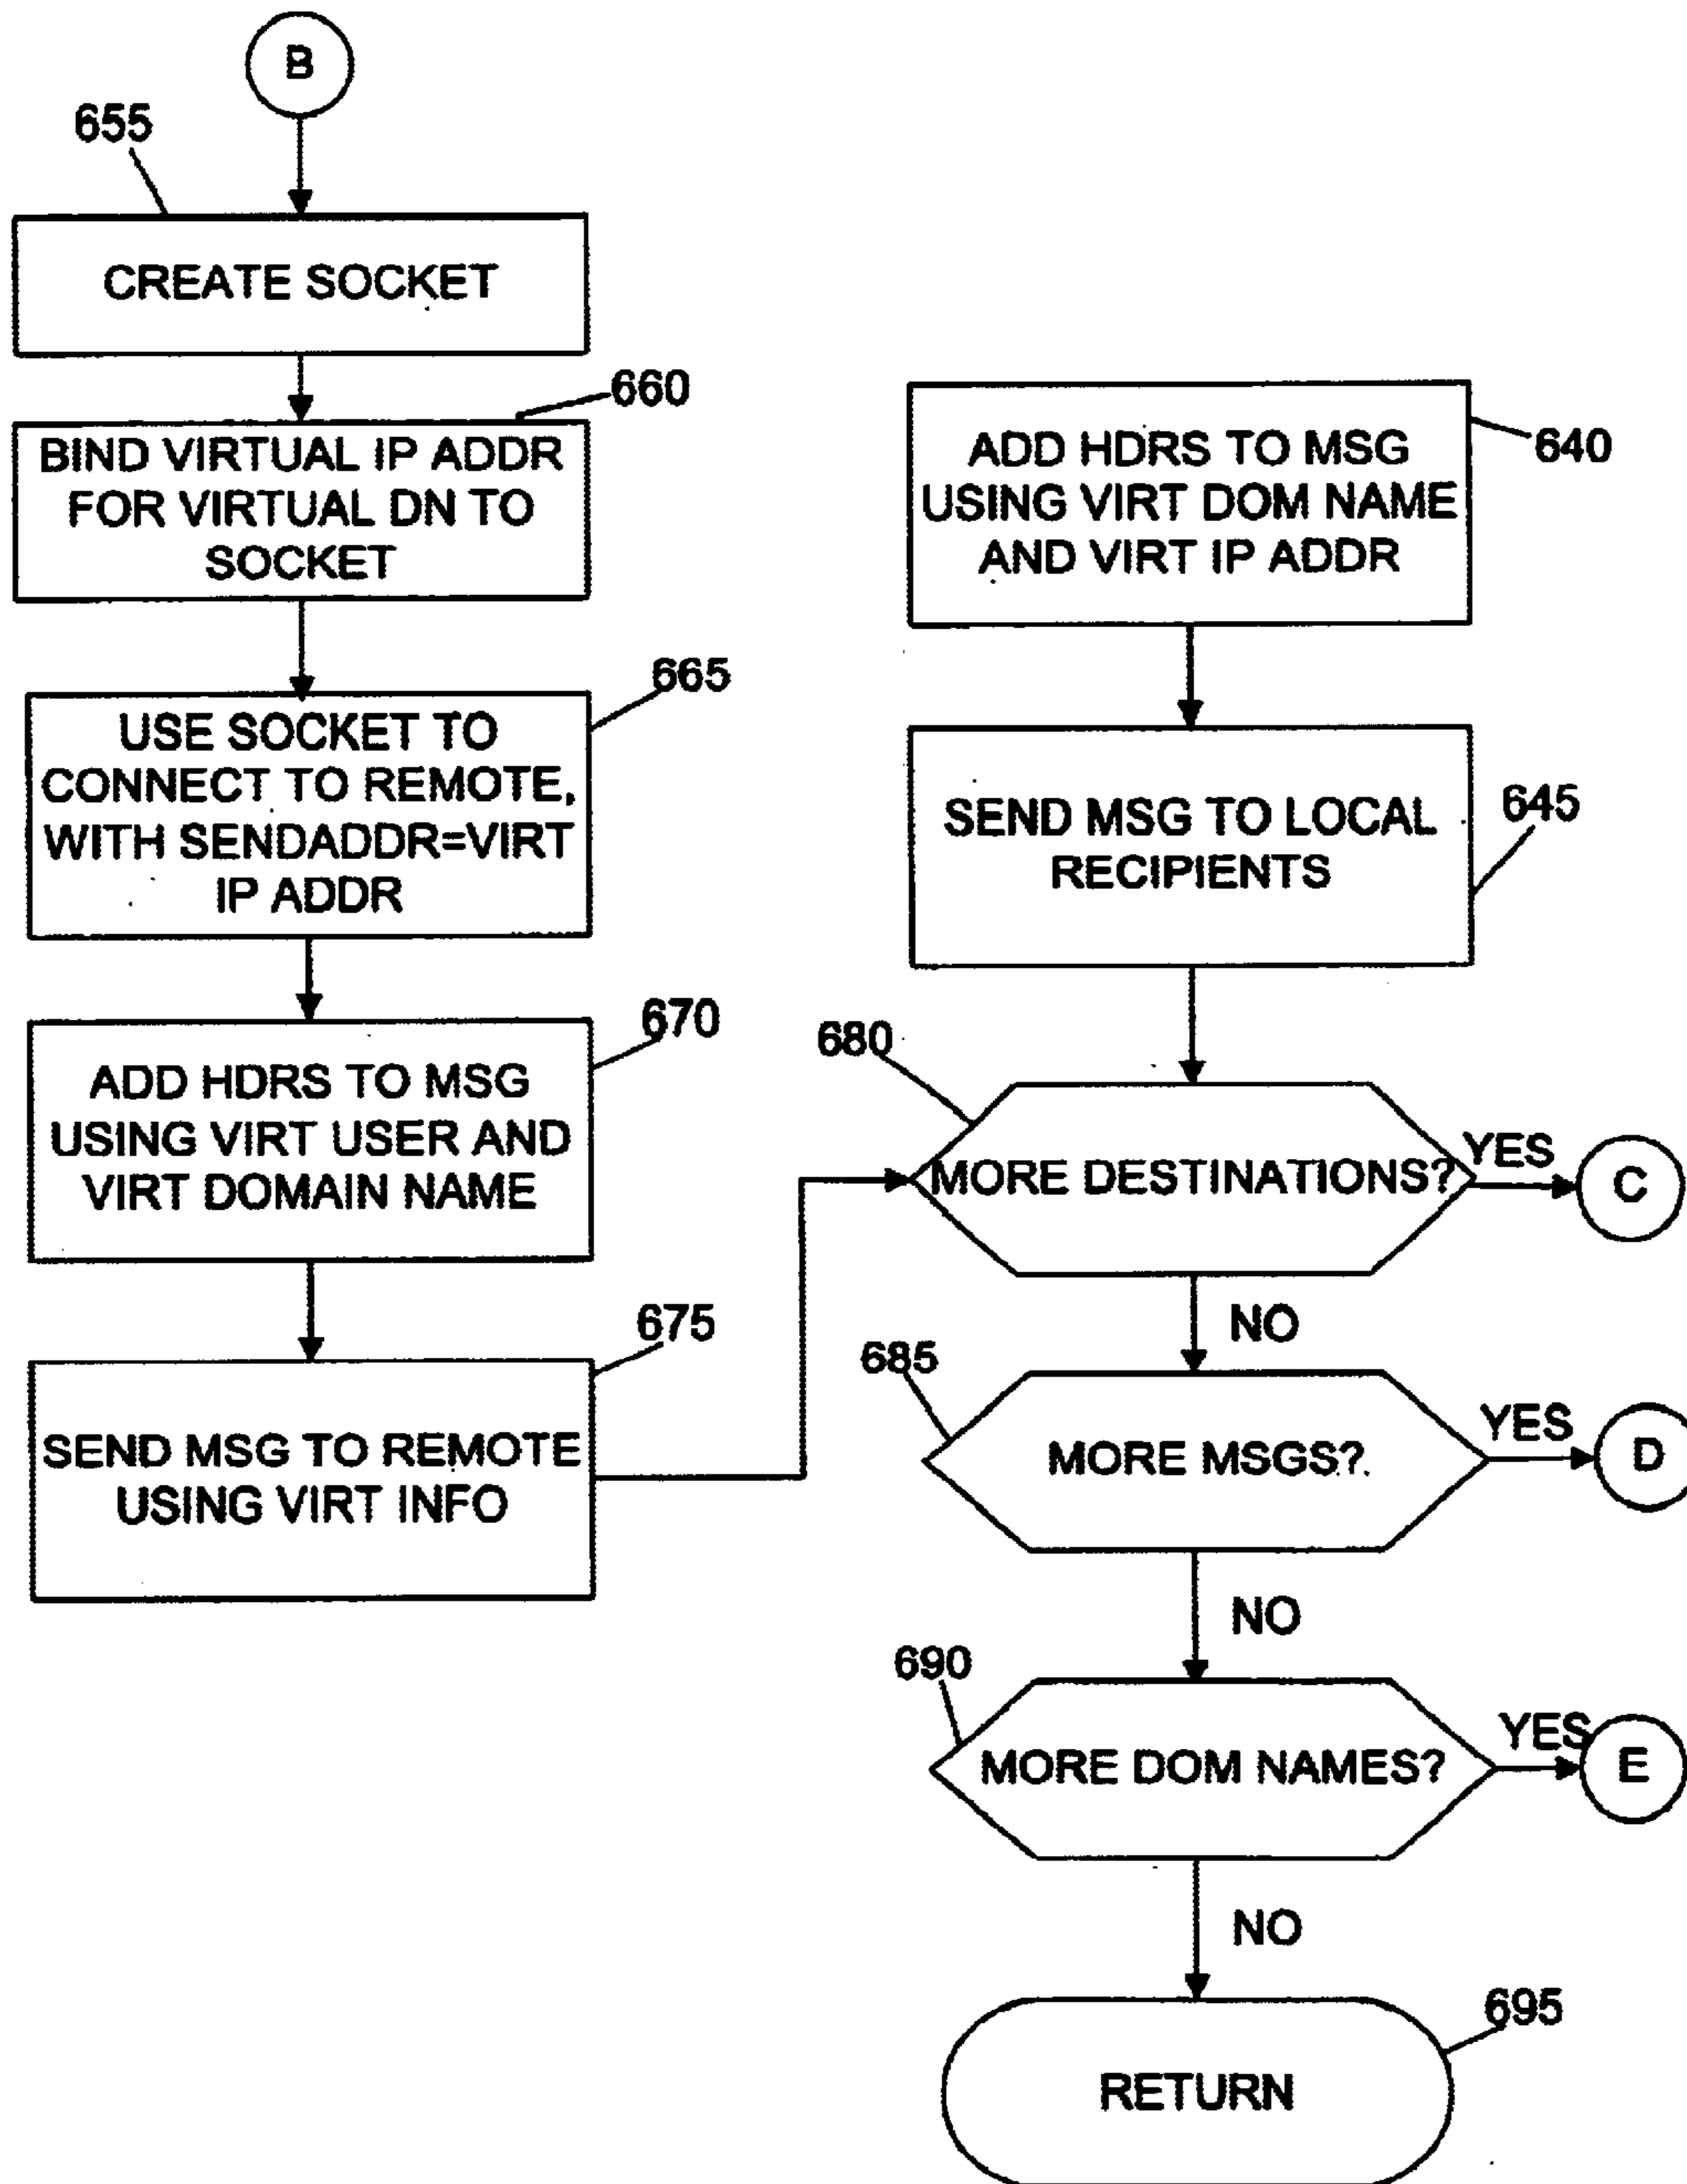 B
655
CREATE SOCKET
660
BIND VIRTUAL IP ADDR
FOR VIRTUAL DN TO
SOCKET
665
USE SOCKET TO
CONNECT TO REMOTE,
WITH SENDADDR=VIRT
IP ADDR
670
ADD HDRS TO MSG
USING VIRT USER AND
VIRT DOMAIN NAME
675
SEND MSG TO REMOTE
USING VIRT INFO
640
ADD HDRS TO MSG
USING VIRT DOM NAME
AND VIRT IP ADDR
645
SEND MSG TO LOCAL
RECIPIENTS
680
MORE DESTINATIONS?
YES
C
NO
685
MORE MSGS?
YES
D
NO
690
MORE DOM NAMES?
YES
E
NO
695
RETURN